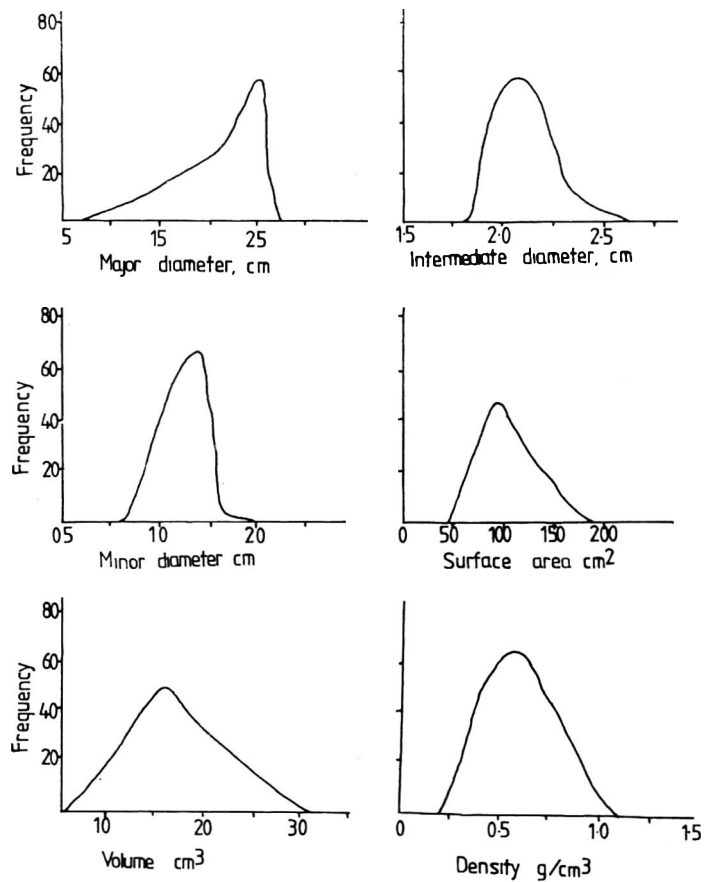 80
60
40
20
Frequency
5 15 25
Major diameter, cm
1·5 2·0 2·5
Intermediate diameter, cm
80
60
40
20
Frequency
05 10 20
Minor diameter cm
0 50 100 150 200
Surface area cm2
80
60
40
20
Frequency
10 20 30
Volume cm3
0 0·5 1·0 1·5
Density g/cm3